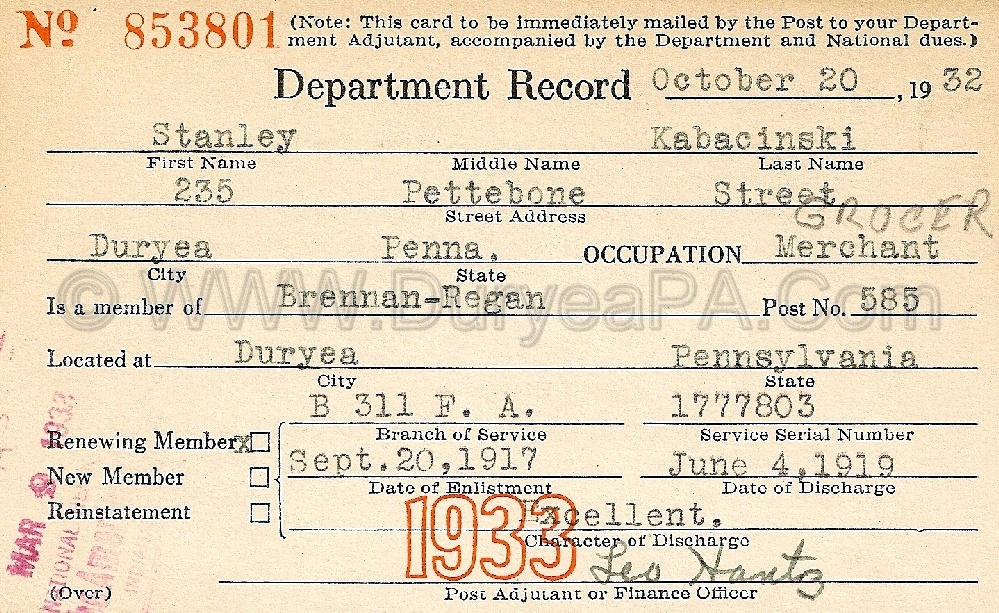 Nº 853801 (Note: This card to be immediately mailed by the Post to your Depart-
ment Adjutant, accompanied by the Department and National dues.)
Department Record October 20, 1932
Stanley Kabacinski
First Name Middle Name Last Name
235 Pettebone Street
Street Address
GROCER
Duryea Penna. OCCUPATION Merchant
City State
© WWW.DuryeaPA.Com
Is a member of Brennan-Regan Post No. 585
Located at Duryea Pennsylvania
City State
B 311 F. A. 1777803
Branch of Service Service Serial Number
Renewing Member x
Sept.20,1917 June 4,1919
New Member
Date of Enlistment Date of Discharge
Reinstatement
Excellent.
1933
Character of Discharge
Leo Hantz
(Over) Post Adjutant or Finance Officer
MAR 1933